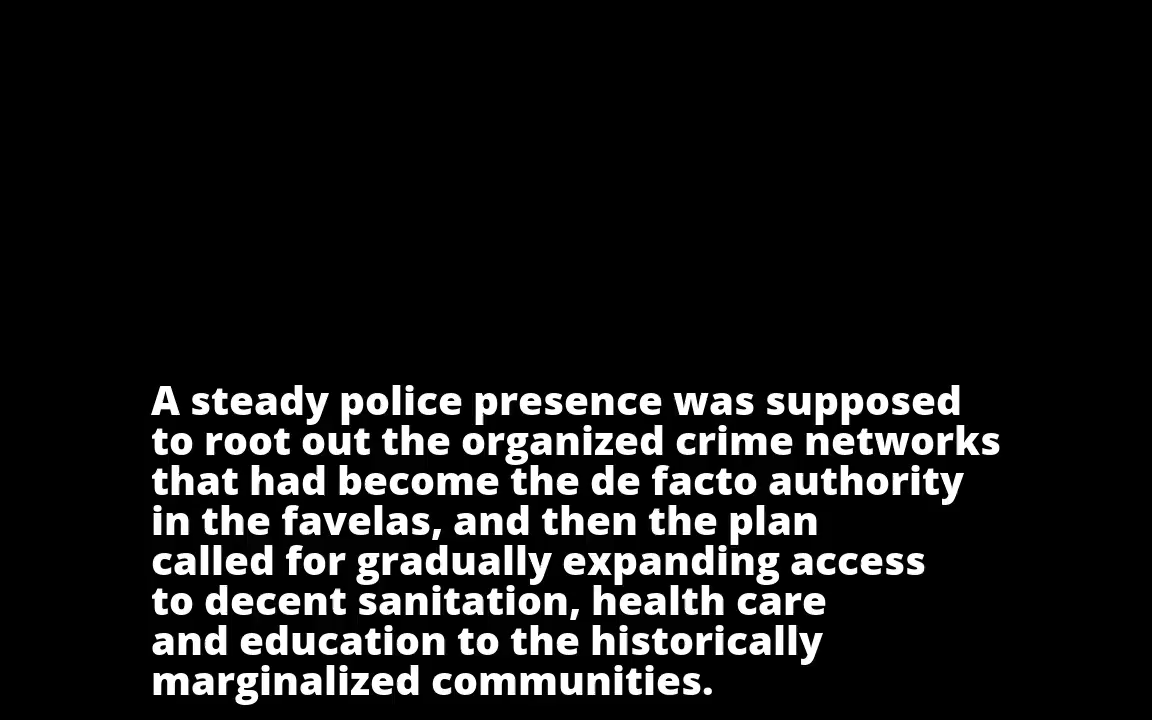 A steady police presence was supposed
to root out the organized crime networks
that had become the de facto authority
in the favelas, and then the plan
called for gradually expanding access
to decent sanitation, health care
and education to the historically
marginalized communities.